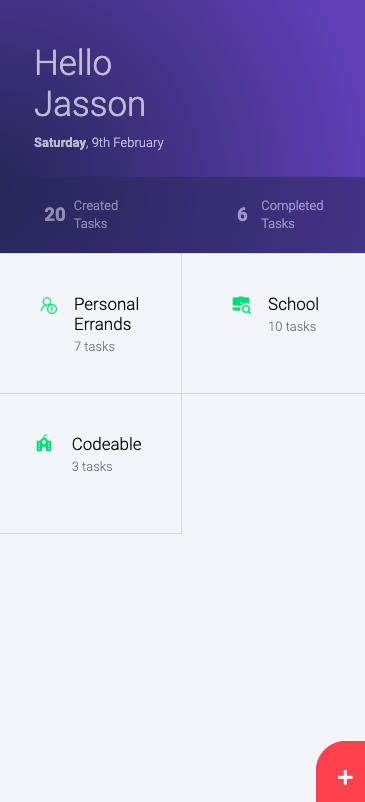 Hello
Jasson
Saturday, 9th February
20 Created
Tasks
6 Completed
Tasks
Personal
Errands
7 tasks
School
10 tasks
Codeable
3 tasks
+